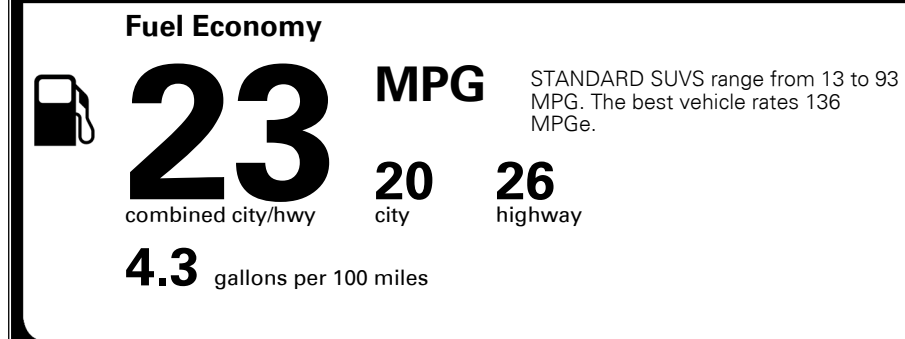 Fuel Economy
23
MPG
STANDARD SUVS range from 13 to 93
MPG. The best vehicle rates 136
MPGe.
combined city/hwy
20
city
26
highway
4.3 gallons per 100 miles